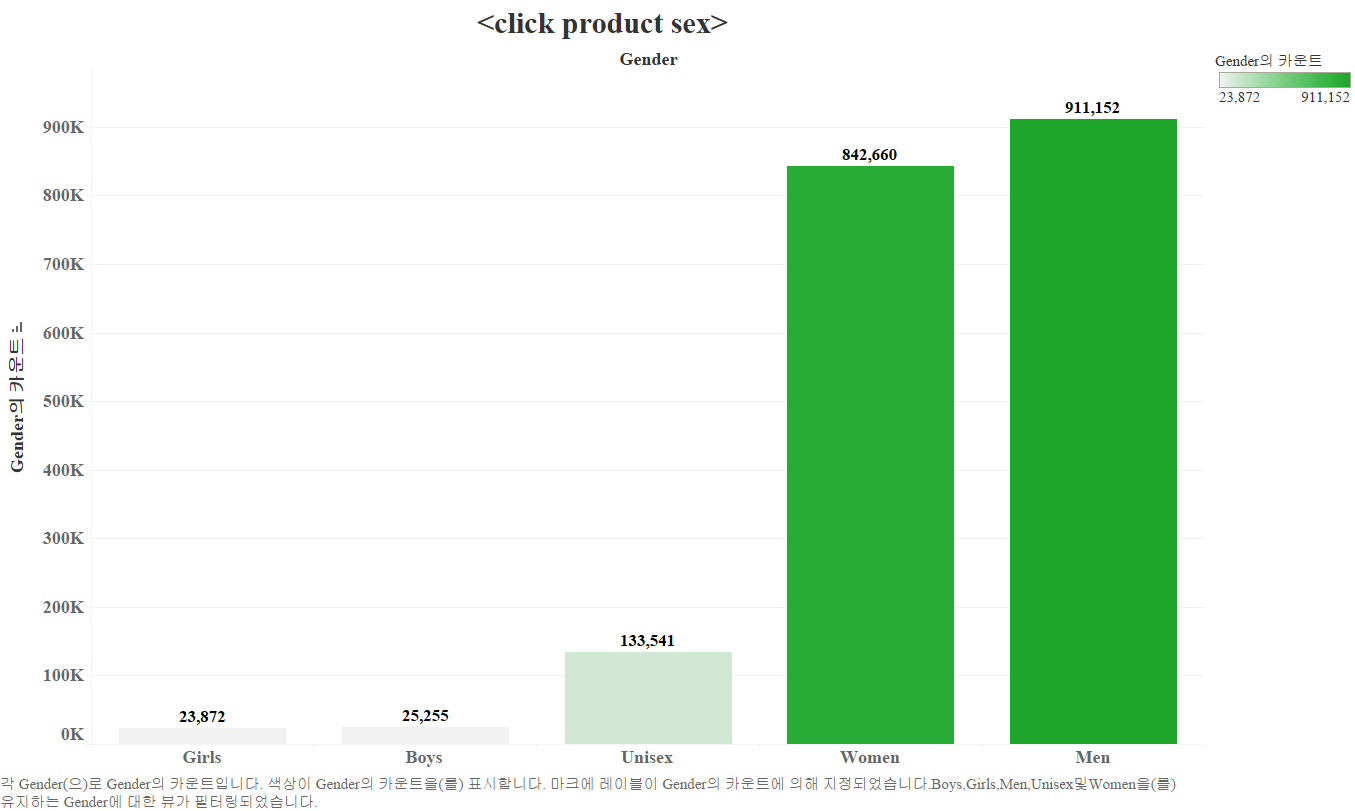 <click product sex>
Gender
Gender의 카운트
23,872 911,152
Gender의 카운트
900K
800K
700K
600K
500K
400K
300K
200K
100K
0K
23,872
25,255
133,541
842,660
911,152
Girls Boys Unisex Women Men
각 Gender(으)로 Gender의 카운트입니다. 색상이 Gender의 카운트을(를) 표시합니다. 마크에 레이블이 Gender의 카운트에 의해 지정되었습니다.Boys,Girls,Men,Unisex및Women을(를)
유지하는 Gender에 대한 뷰가 필터링되었습니다.